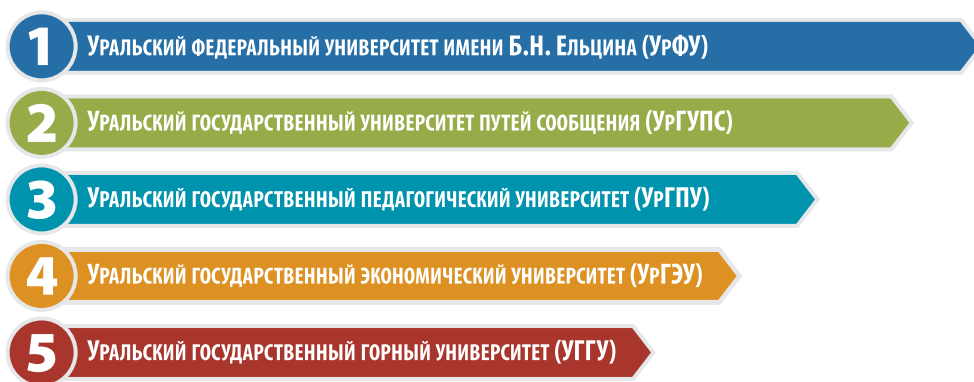 1 Уральский федеральный университет имени Б.Н. Ельцина (УрФУ)
2 Уральский государственный университет путей сообщения (УрГУПС)
3 Уральский государственный педагогический университет (УрГПУ)
4 Уральский государственный экономический университет (УрГЭУ)
5 Уральский государственный горный университет (УГГУ)